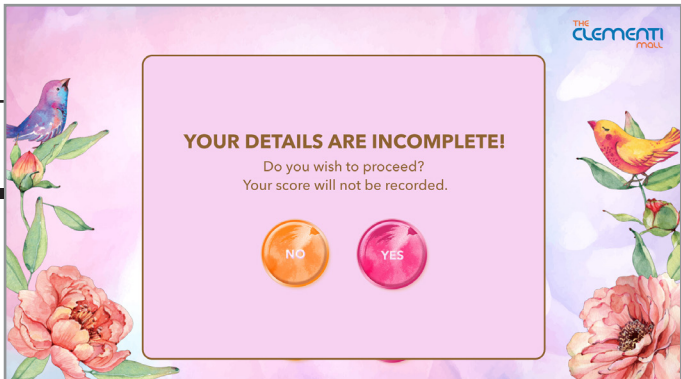 THE
CLEMENTI
MALL
YOUR DETAILS ARE INCOMPLETE!
Do you wish to proceed?
Your score will not be recorded.
NO
YES